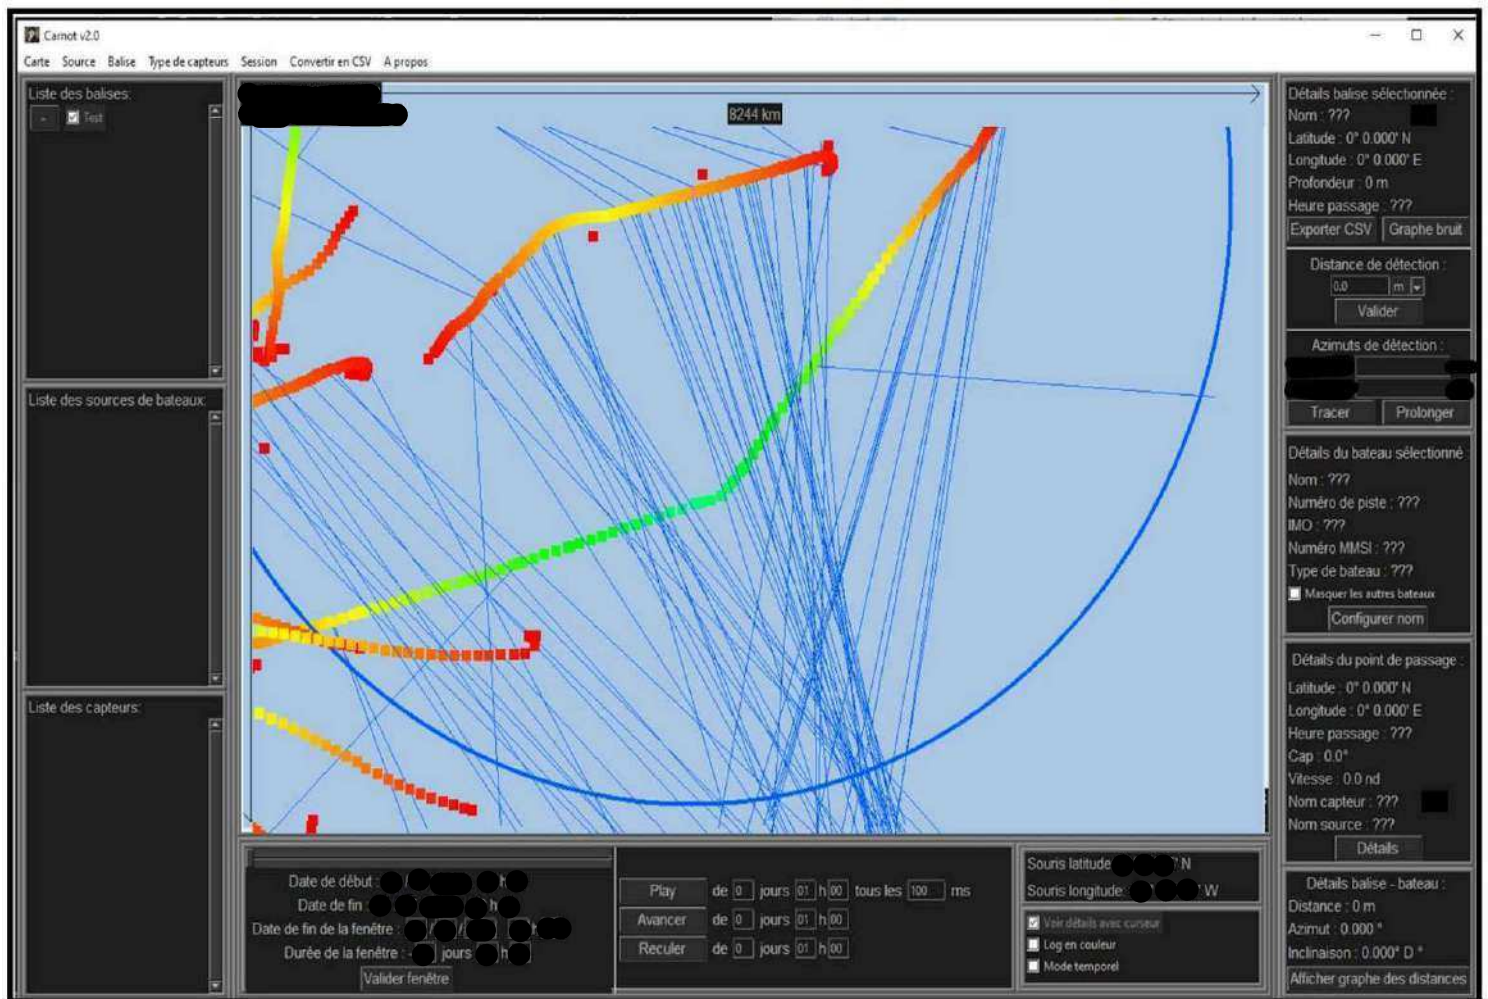 Carnot v2.0
Carte Source Balise Type de capteurs Session Convertir en CSV A propos
Liste des balises:
- Test
Liste des sources de bateaux:
Liste des capteurs:
8244 km
Date de début :
h
Date de fin :
h
Date de fin de la fenêtre :
h
Durée de la fenêtre :
jours
h
Valider fenêtre
Play de 0 jours 01 h 00 tous les 100 ms
Avancer de 0 jours 01 h 00
Reculer de 0 jours 01 h 00
Souris latitude
' N
Souris longitude:
' W
Voir détails avec curseur
Log en couleur
Mode temporel
Détails balise sélectionnée :
Nom : ???
Latitude : 0° 0.000' N
Longitude : 0° 0.000' E
Profondeur : 0 m
Heure passage : ???
Exporter CSV Graphe bruit
Distance de détection :
0.0 m
Valider
Azimuts de détection :
Tracer Prolonger
Détails du bateau sélectionné
Nom : ???
Numéro de piste : ???
IMO : ???
Numéro MMSI : ???
Type de bateau : ???
Masquer les autres bateaux
Configurer nom
Détails du point de passage :
Latitude : 0° 0.000' N
Longitude : 0° 0.000' E
Heure passage : ???
Cap : 0.0°
Vitesse : 0.0 nd
Nom capteur : ???
Nom source : ???
Détails
Détails balise - bateau :
Distance : 0 m
Azimut : 0.000 °
Inclinaison : 0.000° D °
Afficher graphe des distances